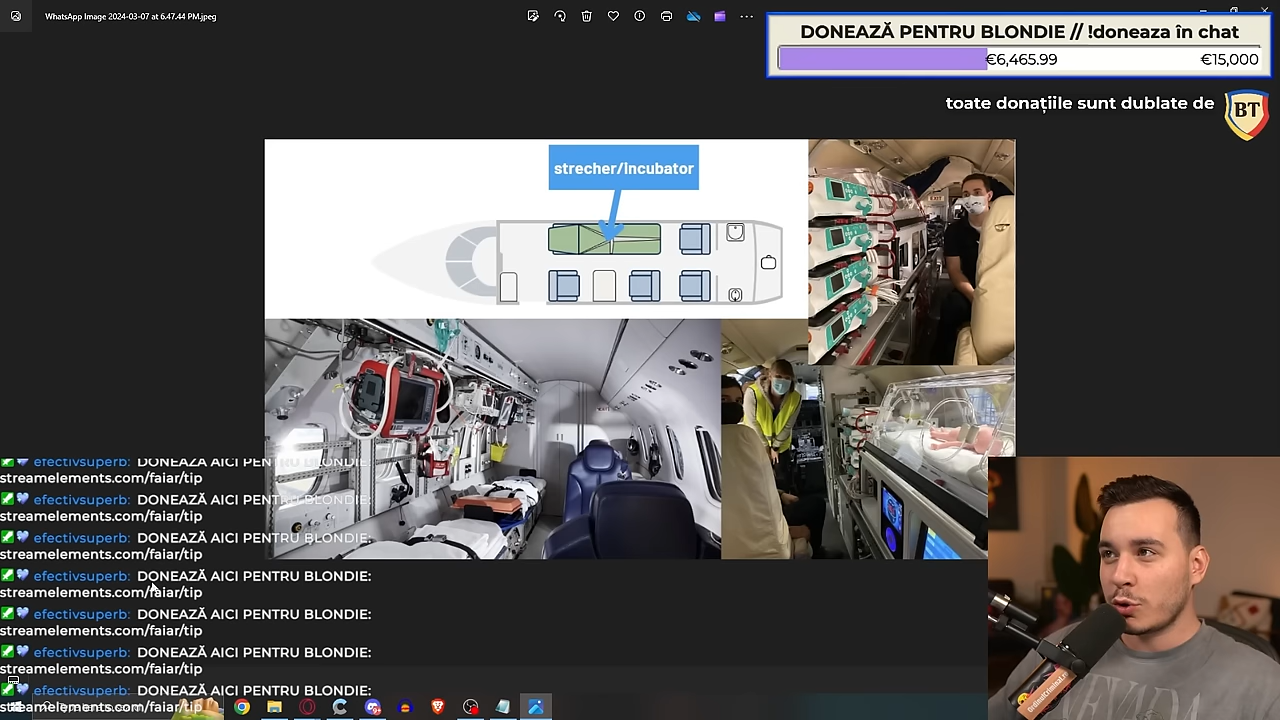 WhatsApp Image 2024-03-07 at 6.47.44 PM.jpeg
DONEAZĂ PENTRU BLONDIE // !doneaza în chat
€6,465.99
€15,000
toate donațiile sunt dublate de
BT
strecher/incubator
EXIT
efectivsuperb: DONEAZĂ AICI PENTRU BLONDIE:
streamelements.com/faiar/tip
efectivsuperb: DONEAZĂ AICI PENTRU BLONDIE:
streamelements.com/faiar/tip
efectivsuperb: DONEAZĂ AICI PENTRU BLONDIE:
streamelements.com/faiar/tip
efectivsuperb: DONEAZĂ AICI PENTRU BLONDIE:
streamelements.com/faiar/tip
efectivsuperb: DONEAZĂ AICI PENTRU BLONDIE:
streamelements.com/faiar/tip
efectivsuperb: DONEAZĂ AICI PENTRU BLONDIE:
streamelements.com/faiar/tip
efectivsuperb: DONEAZĂ AICI PENTRU BLONDIE:
streamelements.com/faiar/tip
NEVADA